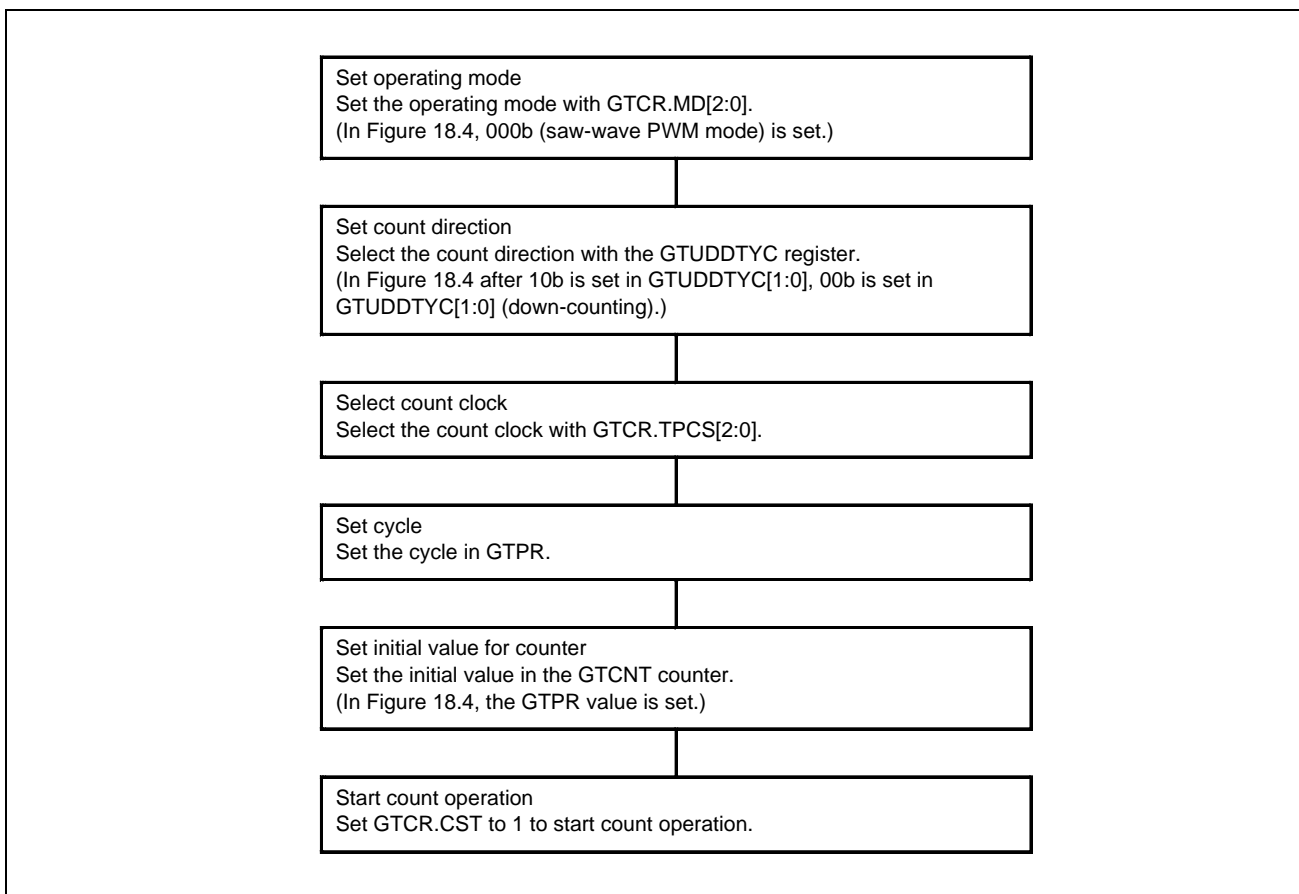 Set operating mode
Set the operating mode with GTCR.MD[2:0].
(In Figure 18.4, 000b (saw-wave PWM mode) is set.)
Set count direction
Select the count direction with the GTUDDTYC register.
(In Figure 18.4 after 10b is set in GTUDDTYC[1:0], 00b is set in
GTUDDTYC[1:0] (down-counting).)
Select count clock
Select the count clock with GTCR.TPCS[2:0].
Set cycle
Set the cycle in GTPR.
Set initial value for counter
Set the initial value in the GTCNT counter.
(In Figure 18.4, the GTPR value is set.)
Start count operation
Set GTCR.CST to 1 to start count operation.